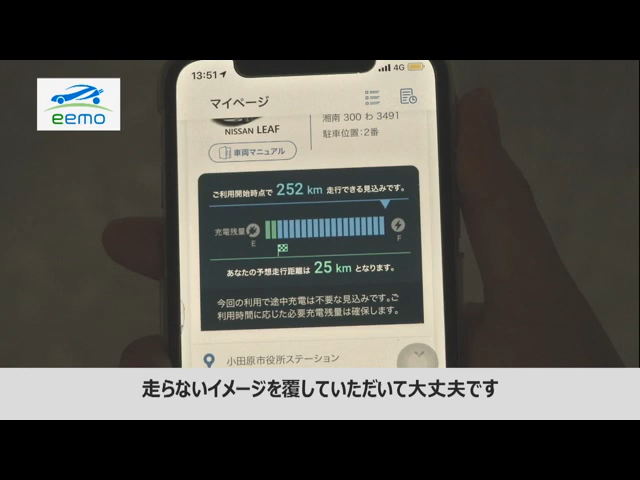 13:51
4G
eemo
マイページ
NISSAN LEAF
湘南 300 わ 3491
駐車位置:2番
車両マニュアル
ご利用開始時点で 252 km 走行できる見込みです。
充電残量
E
F
あなたの予想走行距離は 25 km となります。
今回の利用で途中充電は不要な見込みです。ご
利用時間に応じた必要充電残量は確保します。
小田原市役所ステーション
走らないイメージを覆していただいて大丈夫です